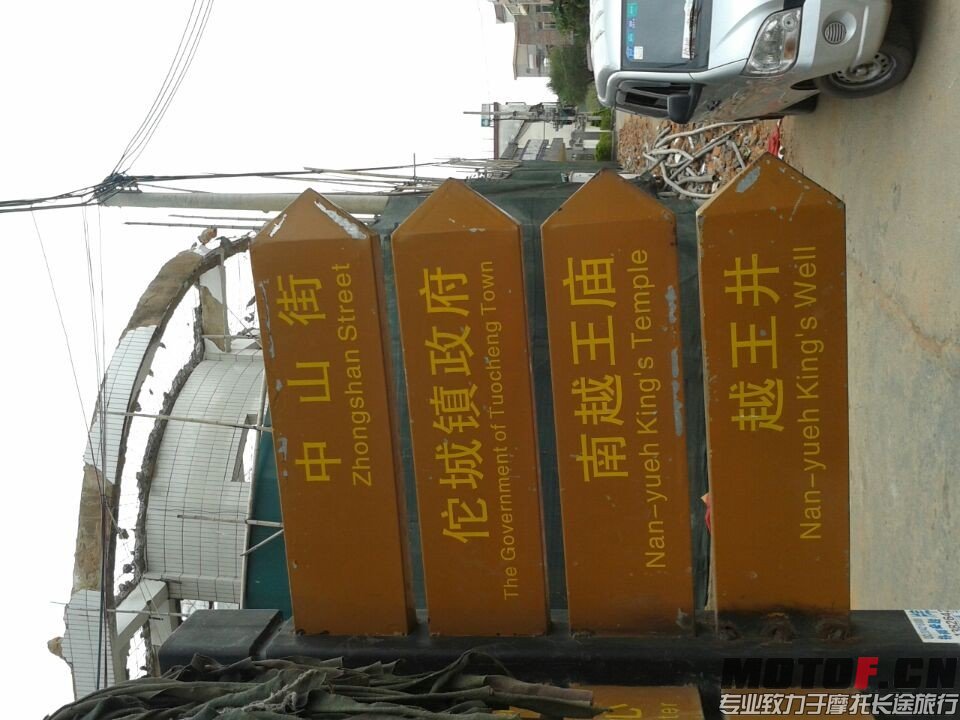 中山街
Zhongshan Street
佗城镇政府
The Government of Tuocheng Town
南越王庙
Nan-yueh King's Temple
越王井
Nan-yueh King's Well
心
MOTOF.CN
专业致力于摩托长途旅行